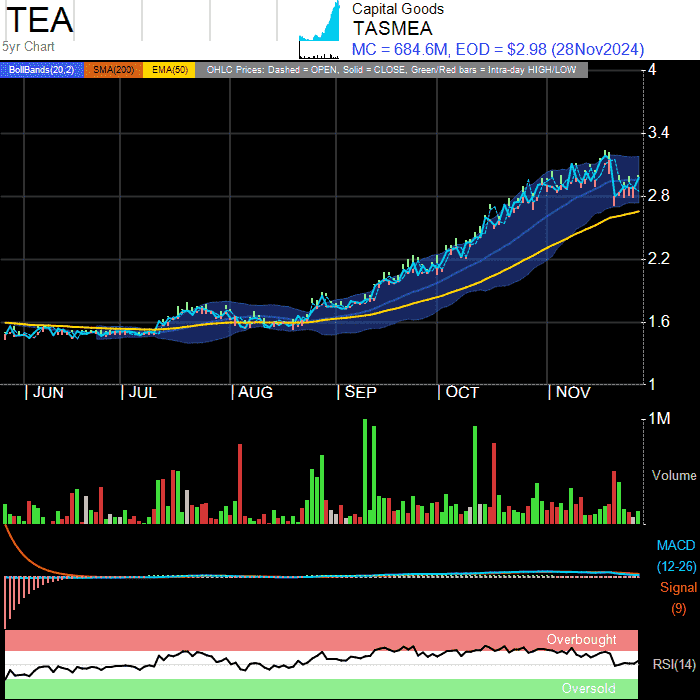 TEA
5yr Chart
Capital Goods
TASMEA
MC = 684.6M, EOD = $2.98 (28Nov2024)
BollBands(20,2) SMA(200) EMA(50) OHLC Prices: Dashed = OPEN, Solid = CLOSE, Green/Red bars = Intra-day HIGH/LOW
4
3.4
2.8
2.2
1.6
1
JUN JUL AUG SEP OCT NOV
1M
Volume
MACD
(12-26)
Signal
(9)
Overbought
RSI(14)
Oversold